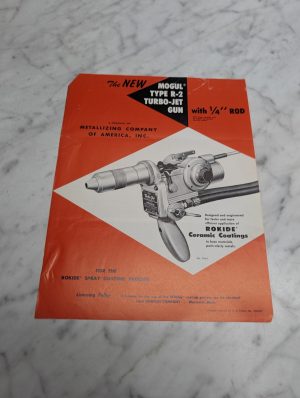 The NEW
MOGUL®
TYPE R-2
TURBO-JET
GUN
with 1/4" ROD
METALLIZING COMPANY
OF AMERICA, INC.
Designed and engineered
for faster and more
efficient application of
ROKIDE®
Ceramic Coatings
to base materials
particularly metals.
FOR THE
ROKIDE® SPRAY COATING PROCESS
Licensing Policy